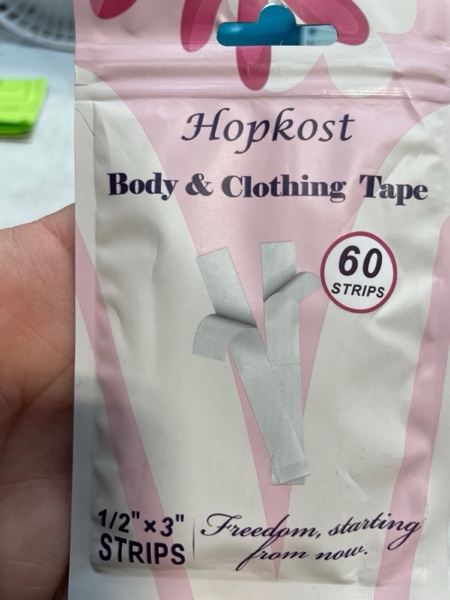 Hopkost
Body & Clothing Tape
60
STRIPS
1/2"×3"
STRIPS
Freedom, starting
from now.